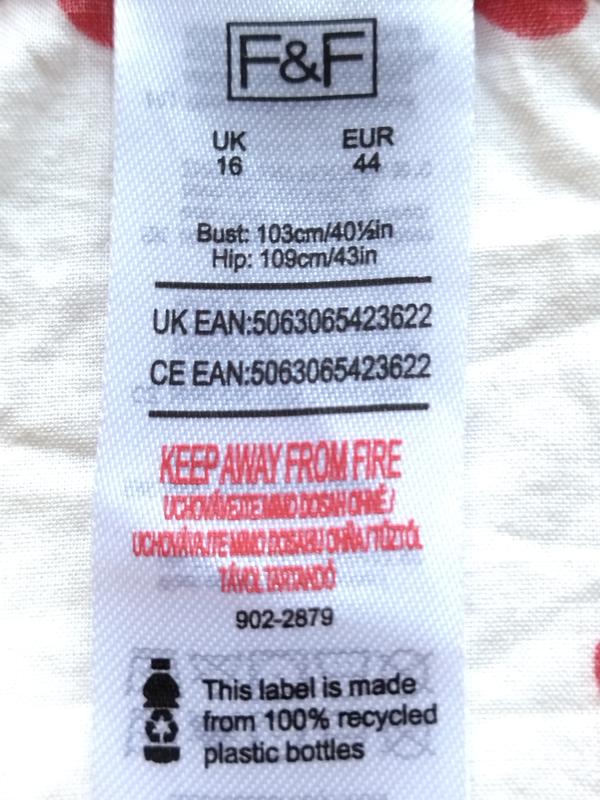 F&F
UK EUR
16 44
Bust: 103cm/40½in
Hip: 109cm/43in
UK EAN:5063065423622
CE EAN:5063065423622
KEEP AWAY FROM FIRE
UCHOVÁVEJTE MIMO DOSAH OHNĚ /
UCHOVÁVAJTE MIMO DOSAHU OHŇA / TŰZTŐL
TÁVOL TARTANDÓ
902-2879
This label is made
from 100% recycled
plastic bottles